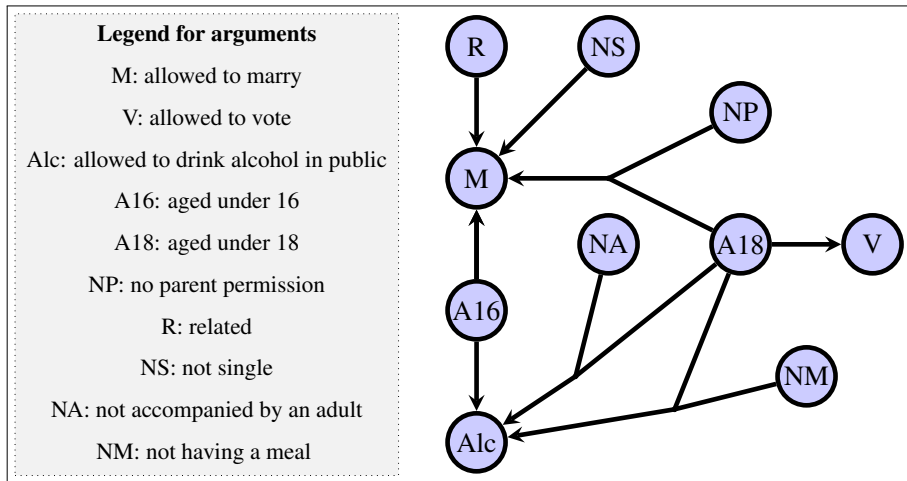 Legend for arguments
M: allowed to marry
V: allowed to vote
Alc: allowed to drink alcohol in public
A16: aged under 16
A18: aged under 18
NP: no parent permission
R: related
NS: not single
NA: not accompanied by an adult
NM: not having a meal
R
NS
NP
M
NA
A18
V
A16
NM
Alc